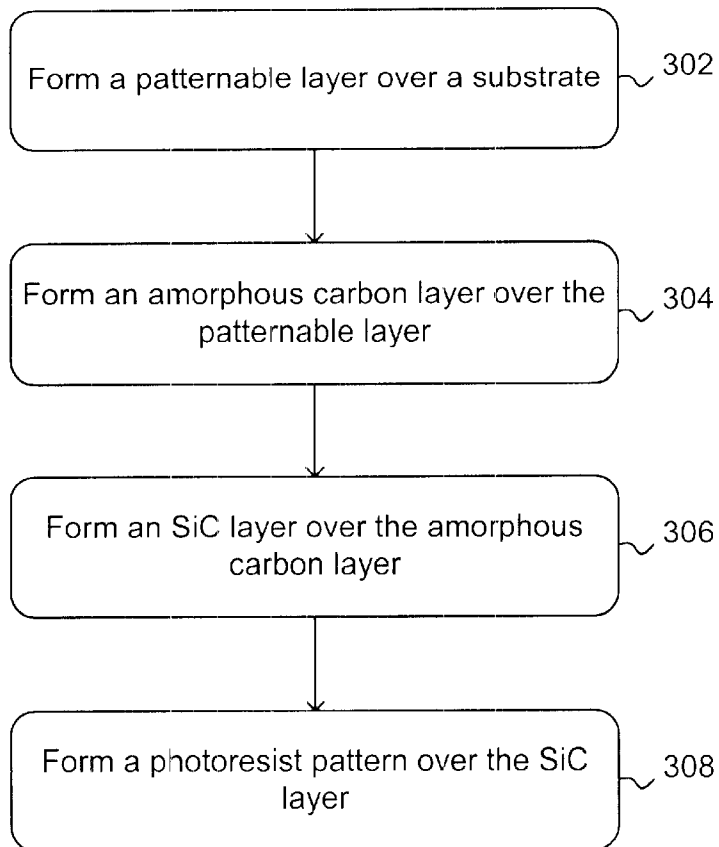 Form a patternable layer over a substrate
302
Form an amorphous carbon layer over the
patternable layer
304
Form an SiC layer over the amorphous
carbon layer
306
Form a photoresist pattern over the SiC
layer
308